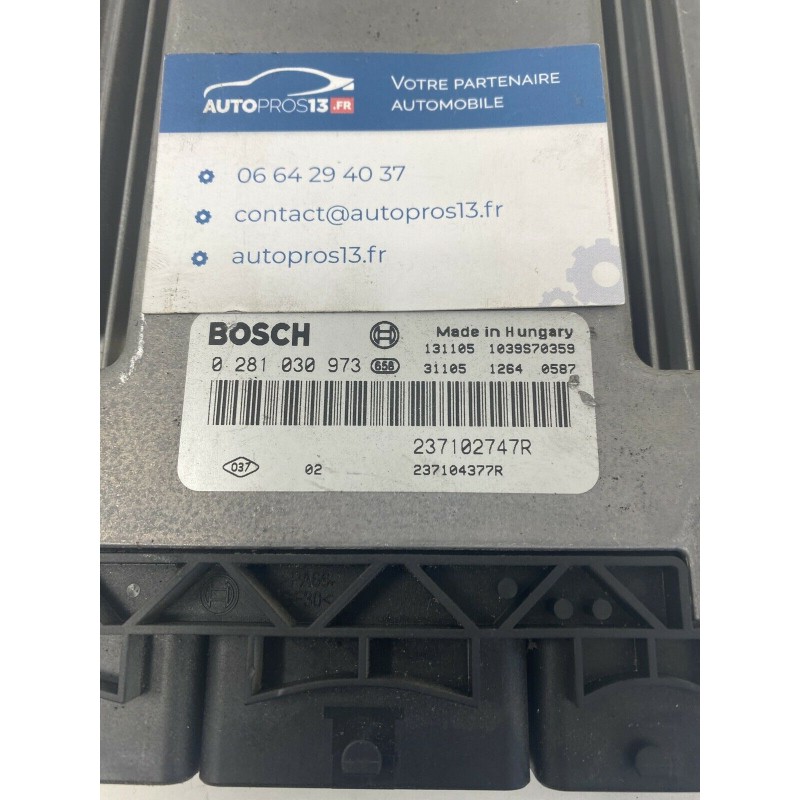 AUTOPROS13.FR
VOTRE PARTENAIRE
AUTOMOBILE
06 64 29 40 37
contact@autopros13.fr
autopros13.fr
BOSCH
Made in Hungary
131105 1039S70359
0 281 030 973 656 31105 1264 0587
237102747R
037 02 237104377R